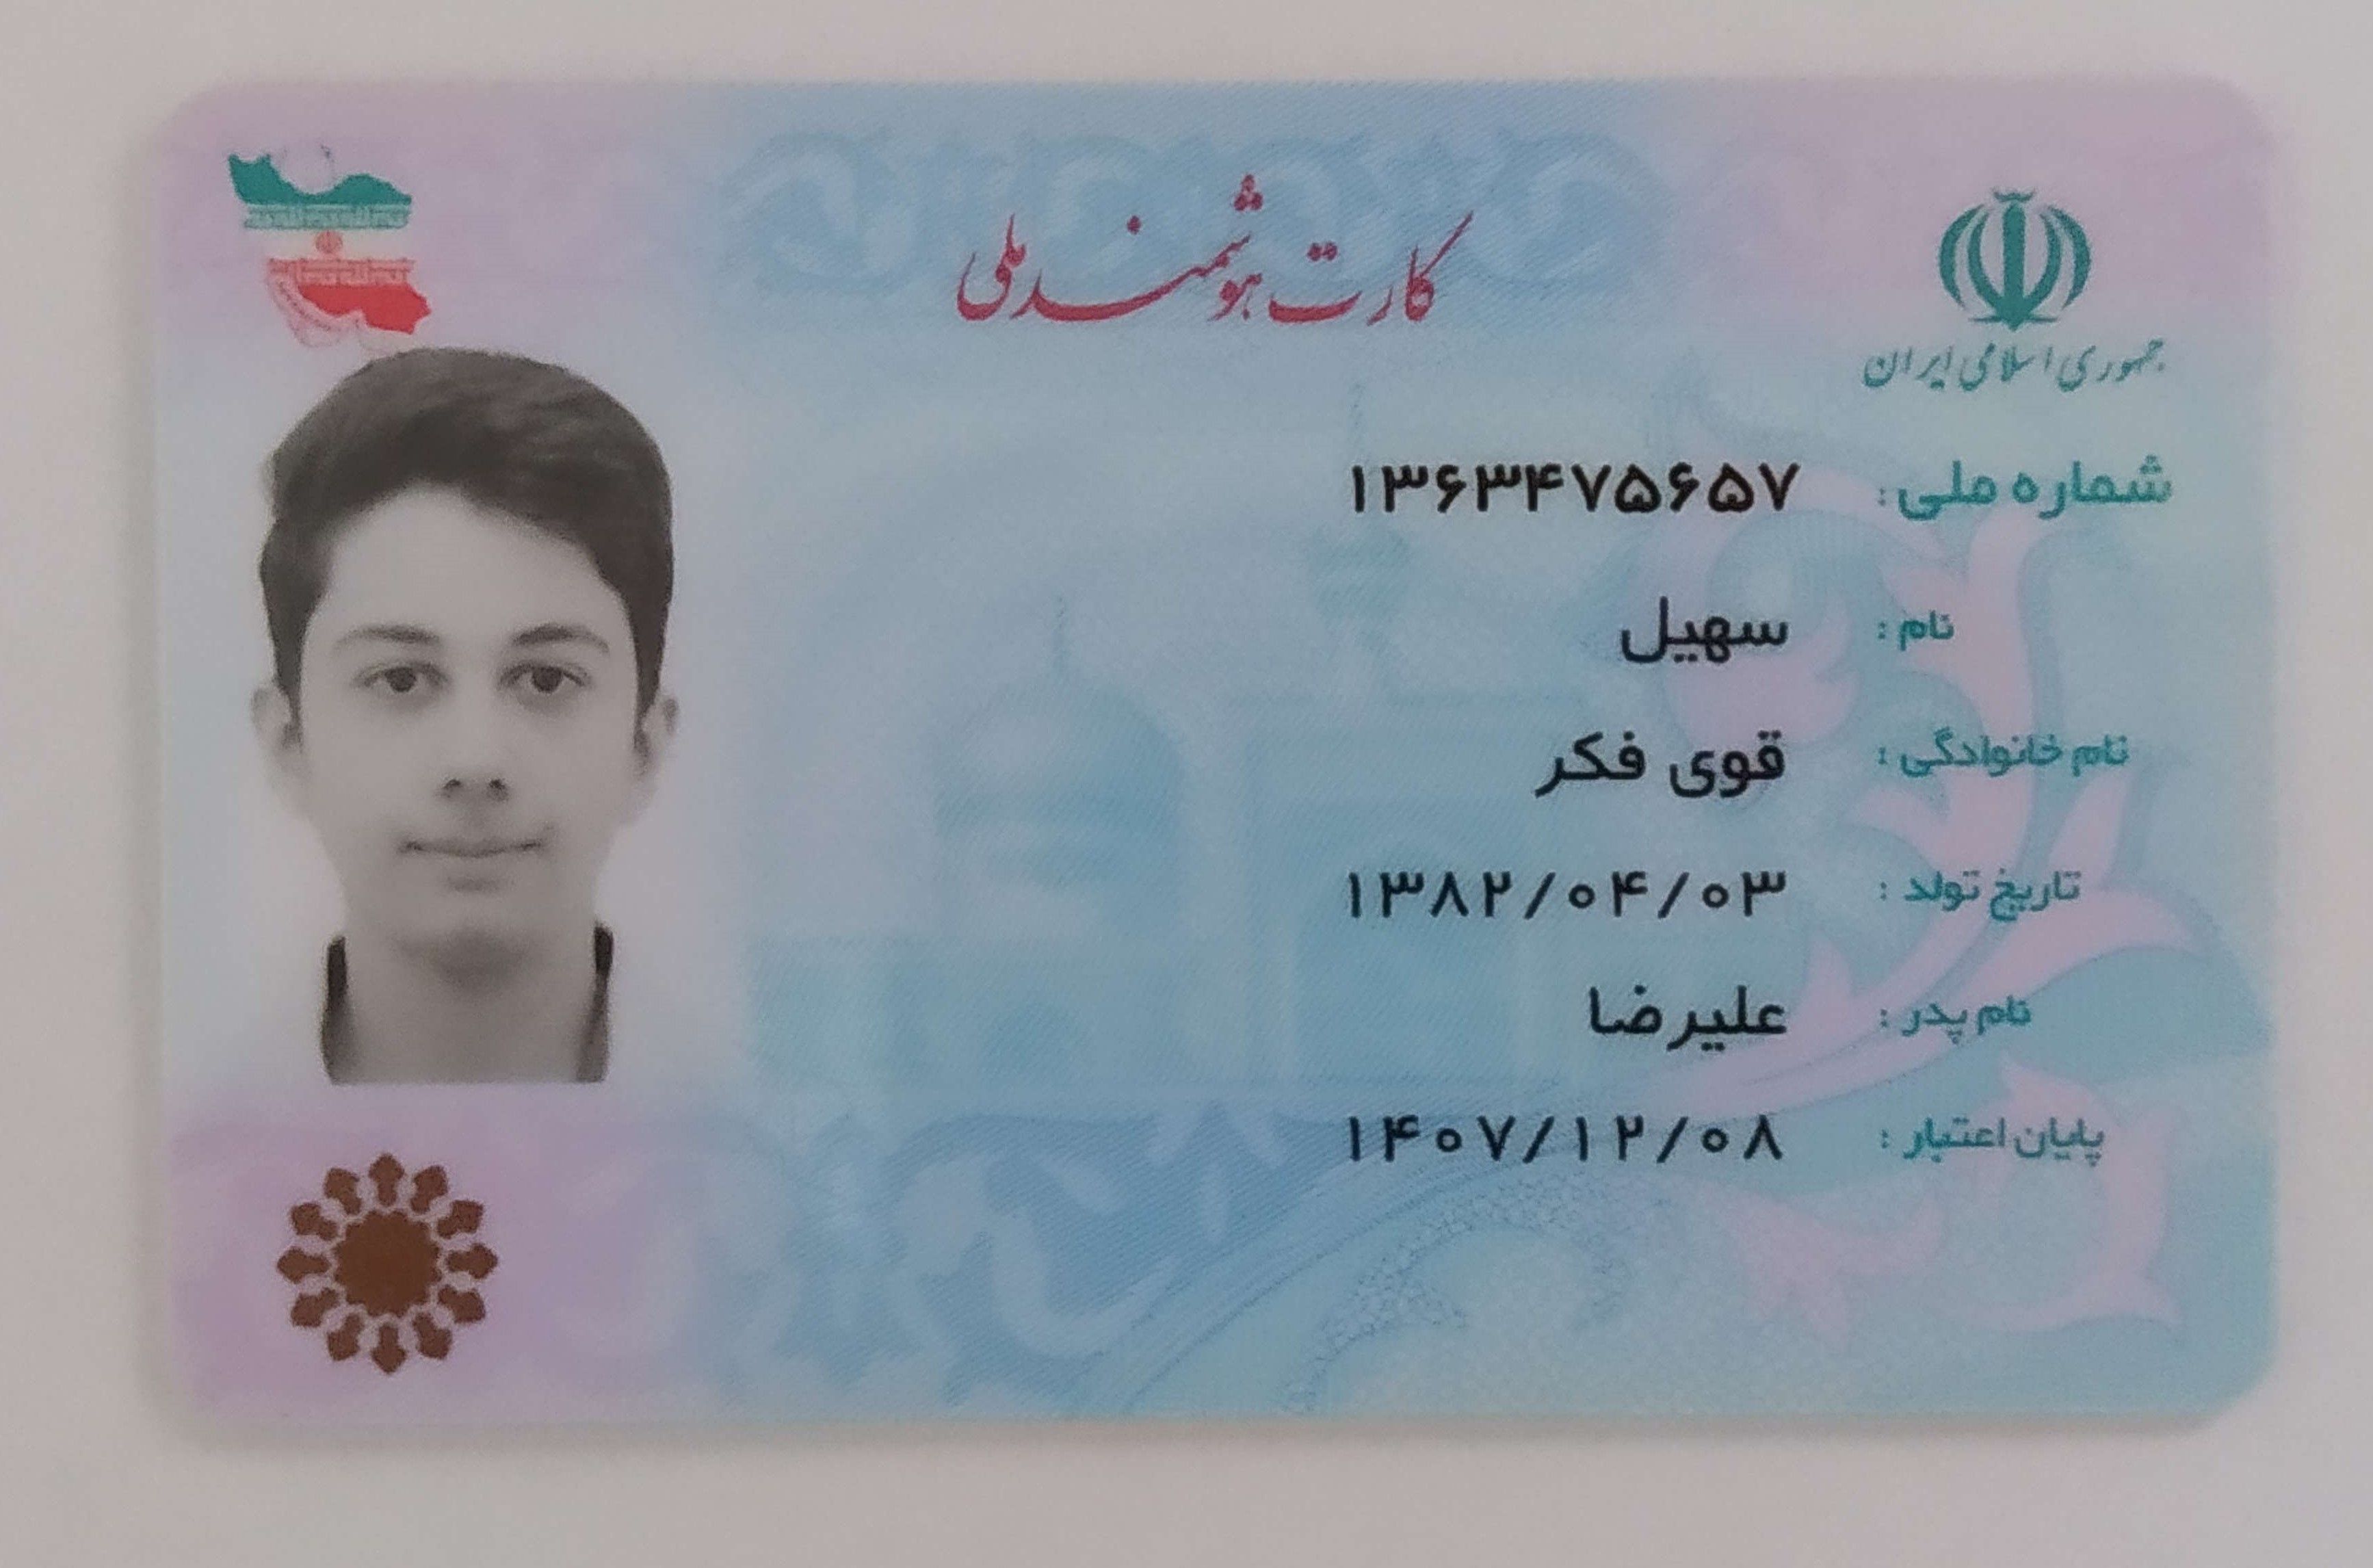 کارت هوشمند ملی
جمهوری اسلامی ایران
شماره ملی: ۱۳۶۳۴۷۵۶۵۷
نام: سهیل
نام خانوادگی: قوی فکر
تاریخ تولد: ۱۳۸۲/۰۴/۰۳
نام پدر: علیرضا
پایان اعتبار: ۱۴۰۷/۱۲/۰۸